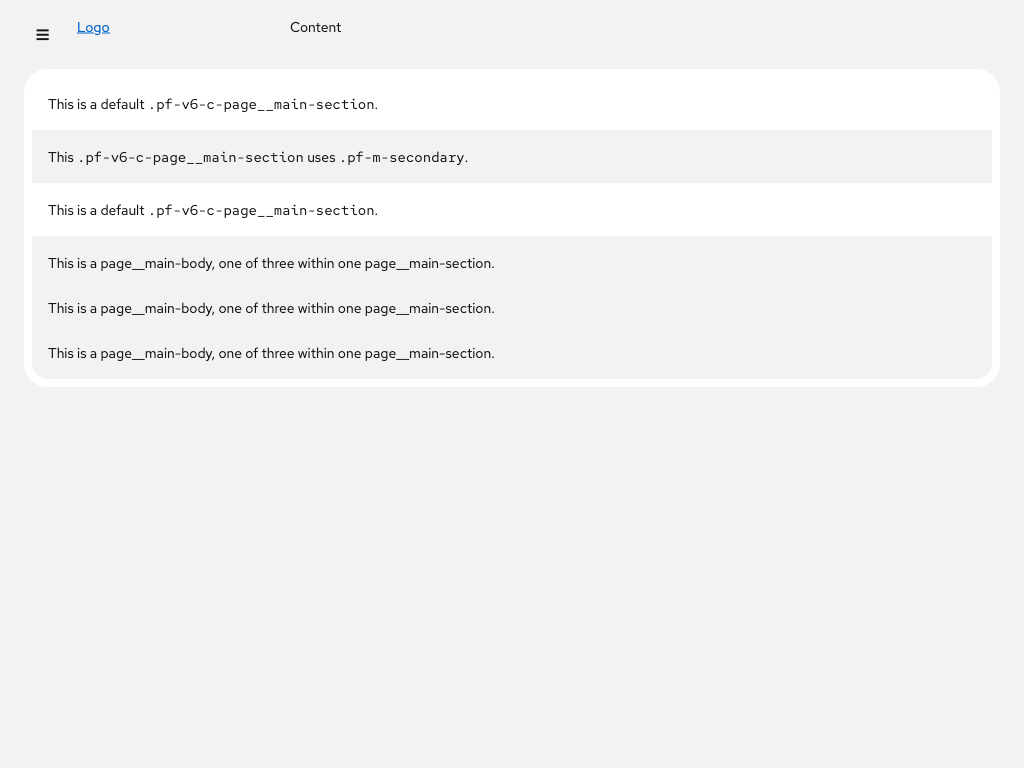 Logo
Content
This is a default .pf-v6-c-page__main-section.
This .pf-v6-c-page__main-section uses .pf-m-secondary.
This is a default .pf-v6-c-page__main-section.
This is a page__main-body, one of three within one page__main-section.
This is a page__main-body, one of three within one page__main-section.
This is a page__main-body, one of three within one page__main-section.